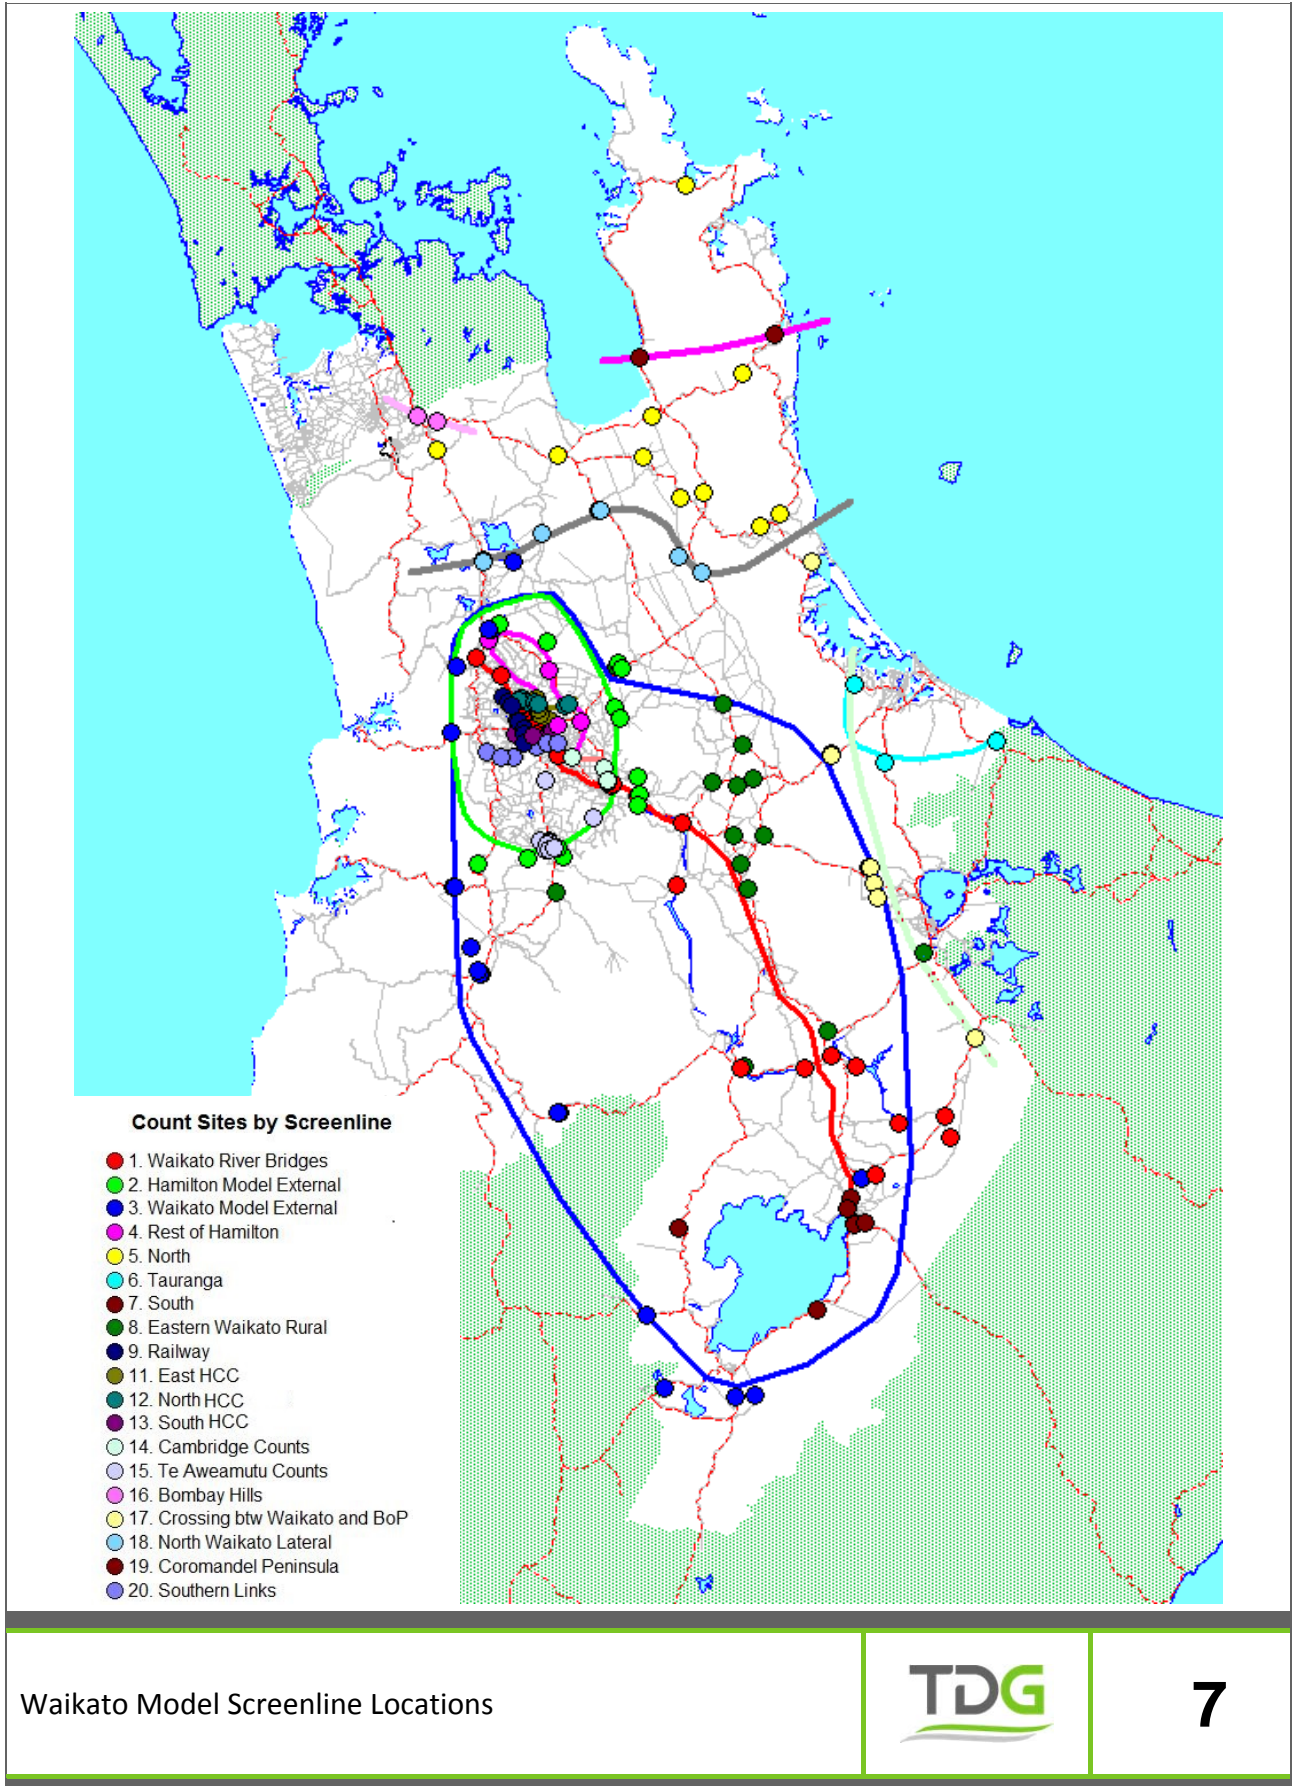 Count Sites by Screenline
1. Waikato River Bridges
2. Hamilton Model External
3. Waikato Model External
4. Rest of Hamilton
5. North
6. Tauranga
7. South
8. Eastern Waikato Rural
9. Railway
11. East HCC
12. North HCC
13. South HCC
14. Cambridge Counts
15. Te Aweamutu Counts
16. Bombay Hills
17. Crossing btw Waikato and BoP
18. North Waikato Lateral
19. Coromandel Peninsula
20. Southern Links
Waikato Model Screenline Locations
TDG
7